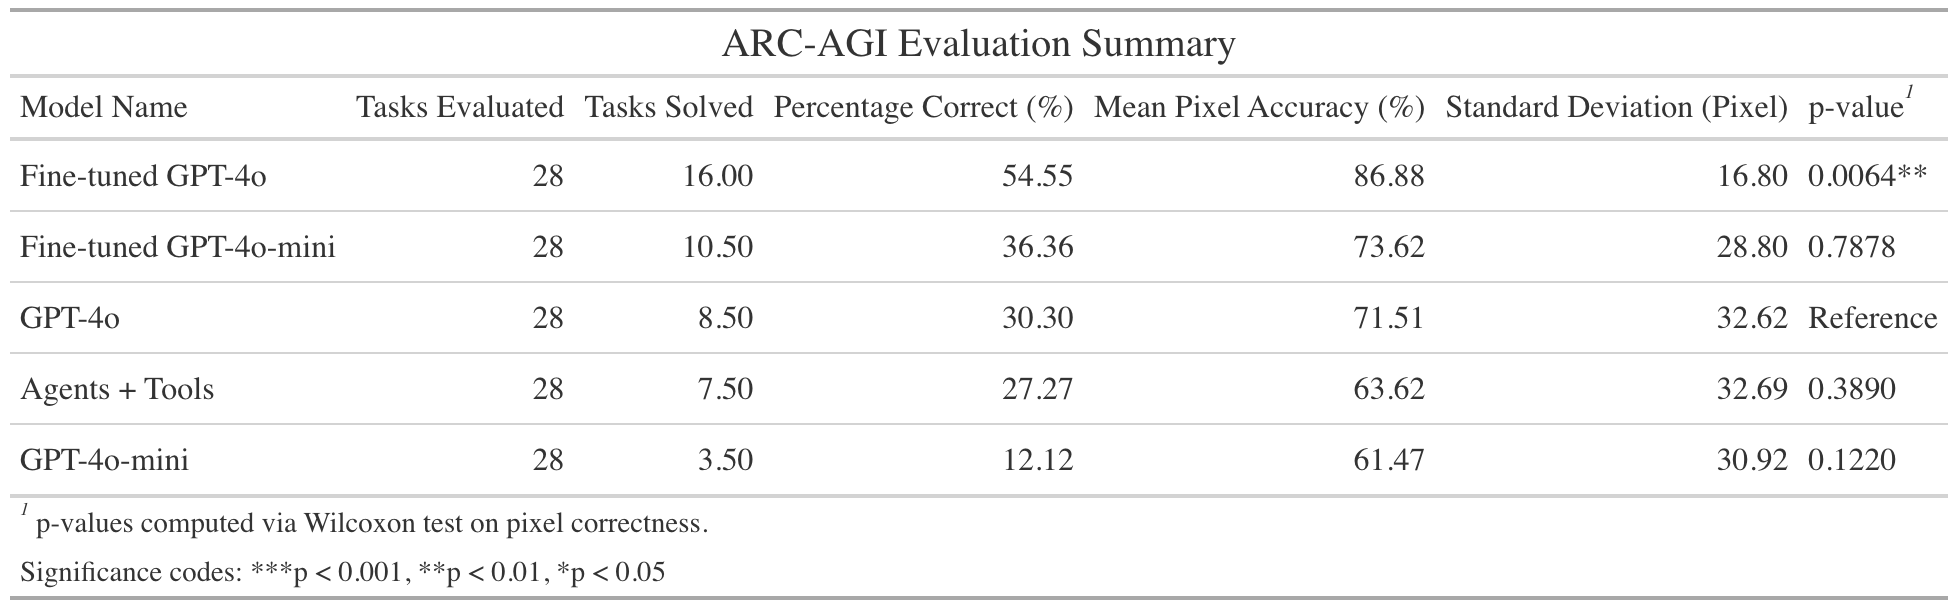 ARC-AGI Evaluation Summary
Model Name Tasks Evaluated Tasks Solved Percentage Correct (%) Mean Pixel Accuracy (%) Standard Deviation (Pixel) p-value1
Fine-tuned GPT-4o 28 16.00 54.55 86.88 16.80 0.0064**
Fine-tuned GPT-4o-mini 28 10.50 36.36 73.62 28.80 0.7878
GPT-4o 28 8.50 30.30 71.51 32.62 Reference
Agents + Tools 28 7.50 27.27 63.62 32.69 0.3890
GPT-4o-mini 28 3.50 12.12 61.47 30.92 0.1220
1 p-values computed via Wilcoxon test on pixel correctness.
Significance codes: ***p < 0.001, **p < 0.01, *p < 0.05